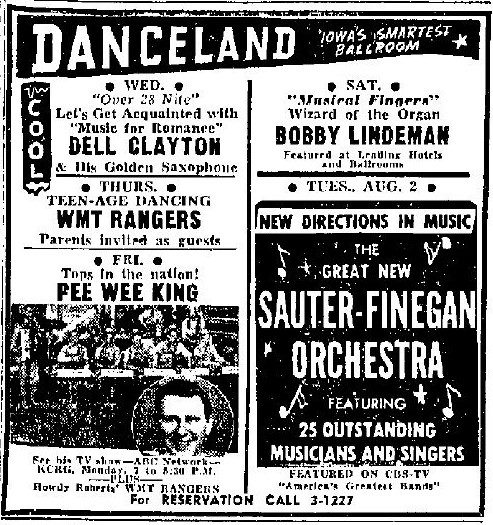 DANCELAND
IOWA'S SMARTEST
BALLROOM
COOL
• WED. •
"Over 28 Nite"
Let's Get Acquainted with
"Music for Romance"
DELL CLAYTON
& His Golden Saxophone
• THURS. •
TEEN-AGE DANCING
WMT RANGERS
Parents invited as guests
• FRI. •
Tops in the nation!
PEE WEE KING
See his TV show—ABC Network—
KCRG, Monday, 7 to 8:30 P.M.
—PLUS—
Howdy Roberts' WMT RANGERS
• SAT. •
"Musical Fingers"
Wizard of the Organ
BOBBY LINDEMAN
Featured at Leading Hotels
and Ballrooms
• TUES., AUG. 2 •
NEW DIRECTIONS IN MUSIC
THE
GREAT NEW
SAUTER-FINEGAN
ORCHESTRA
FEATURING
25 OUTSTANDING
MUSICIANS AND SINGERS
FEATURED ON CBS-TV
"America's Greatest Bands"
For RESERVATION CALL 3-1227